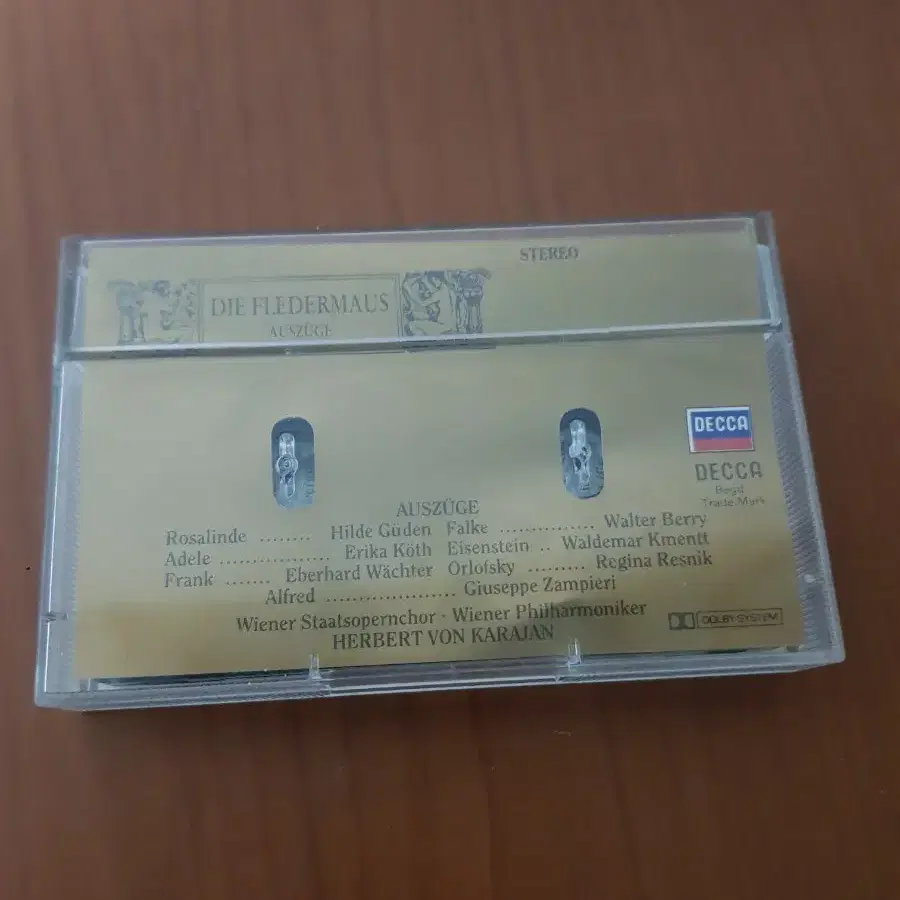 STEREO
DIE FLEDERMAUS
AUSZÜGE
DECCA
DECCA
Regd
Trade Mark
AUSZÜGE
Rosalinde ........ Hilde Güden Falke .............. Walter Berry
Adele ................. Erika Köth Eisenstein .. Waldemar Kmentt
Frank ....... Eberhard Wächter Orlofsky ......... Regina Resnik
Alfred .................... Giuseppe Zampieri
Wiener Staatsopernchor · Wiener Philharmoniker
HERBERT VON KARAJAN
DOLBY SYSTEM